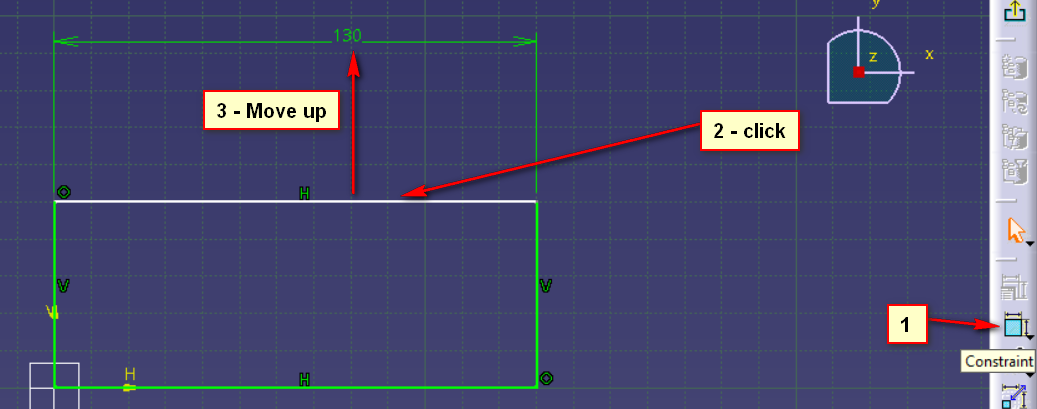 y
130
x
z
3 - Move up
2 - click
H
V
V
V
1
Constraint
H
H